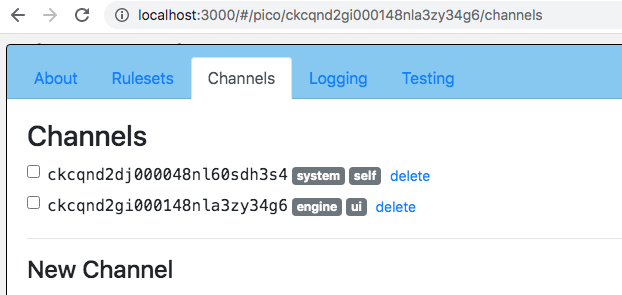 localhost:3000/#/pico/ckcqnd2gi000148nla3zy34g6/channels
About Rulesets Channels Logging Testing
Channels
ckcqnd2dj000048nl60sdh3s4 system self delete
ckcqnd2gi000148nla3zy34g6 engine ui delete
New Channel